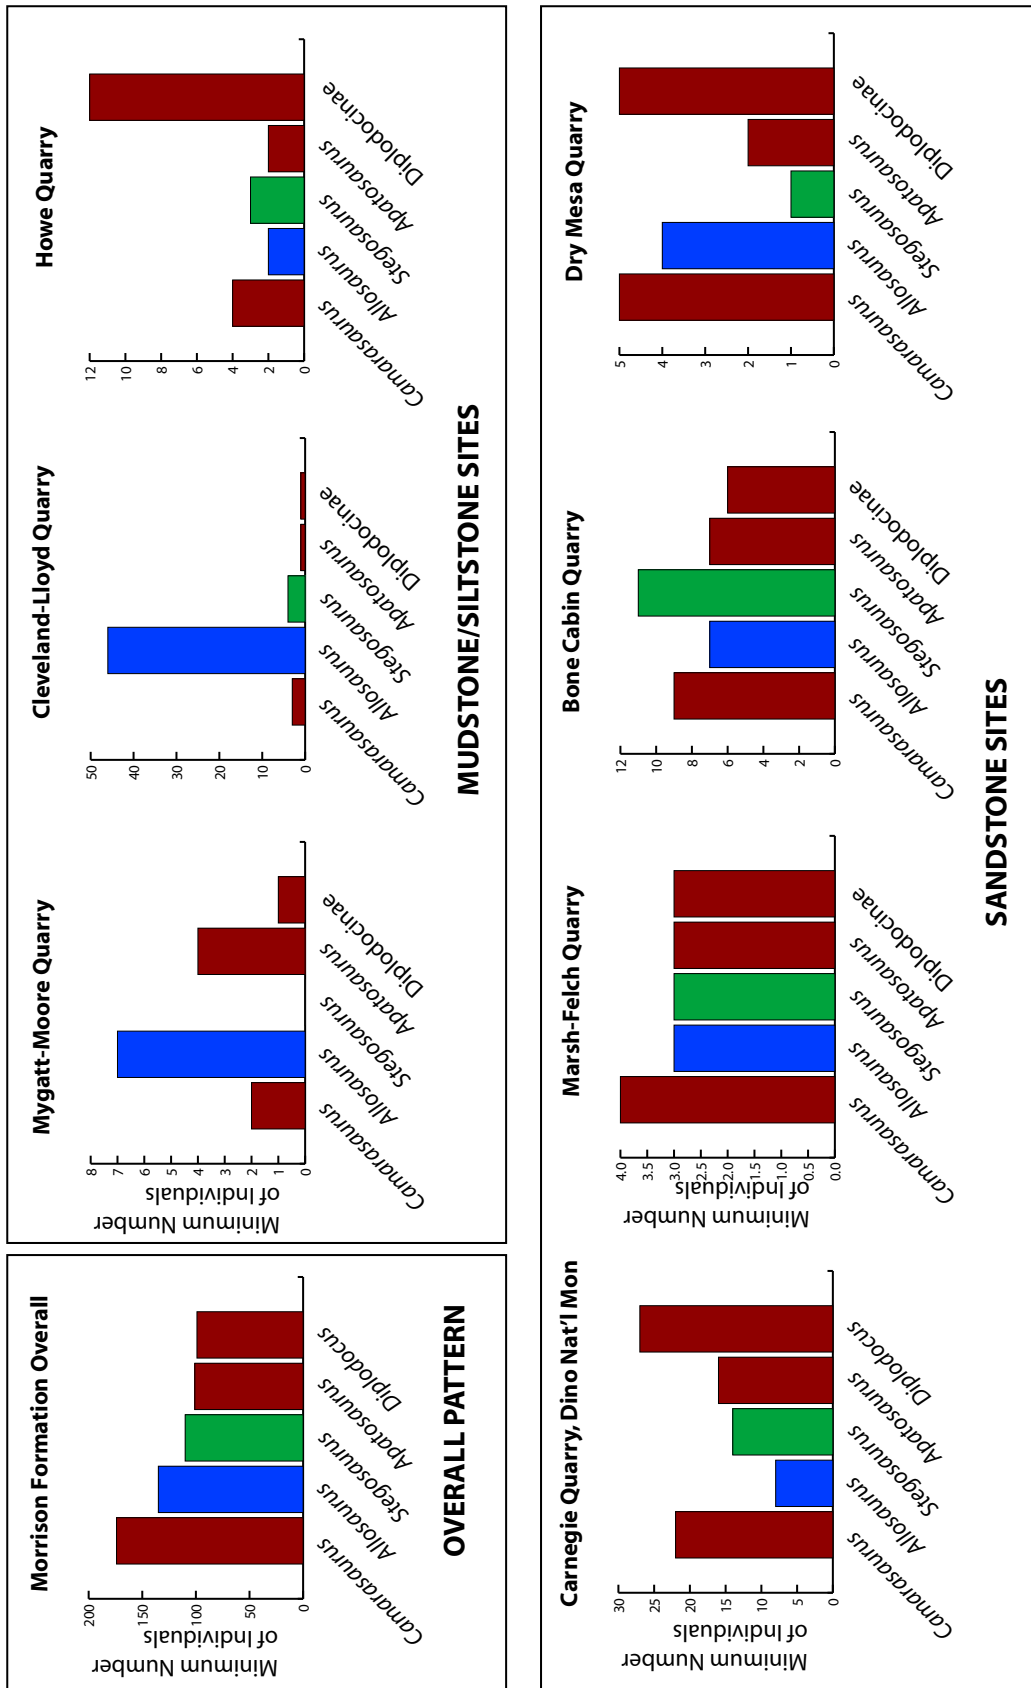 Morrison Formation Overall
Minimum Number
of Individuals
200
150
100
50
0
Camarasaurus
Allosaurus
Stegosaurus
Apatosaurus
Diplodocus
OVERALL PATTERN
Mygatt-Moore Quarry
Minimum Number
of Individuals
8
7
6
5
4
3
2
1
0
Camarasaurus
Allosaurus
Stegosaurus
Apatosaurus
Diplodocinae
Cleveland-Lloyd Quarry
50
40
30
20
10
0
Camarasaurus
Allosaurus
Stegosaurus
Apatosaurus
Diplodocinae
Howe Quarry
12
10
8
6
4
2
0
Camarasaurus
Allosaurus
Stegosaurus
Apatosaurus
Diplodocinae
MUDSTONE/SILTSTONE SITES
Carnegie Quarry, Dino Nat'l Mon
Minimum Number
of Individuals
30
25
20
15
10
5
0
Camarasaurus
Allosaurus
Stegosaurus
Apatosaurus
Diplodocus
Marsh-Felch Quarry
Minimum Number
of Individuals
4.0
3.5
3.0
2.5
2.0
1.5
1.0
0.5
0.0
Camarasaurus
Allosaurus
Stegosaurus
Apatosaurus
Diplodocinae
Bone Cabin Quarry
12
10
8
6
4
2
0
Camarasaurus
Allosaurus
Stegosaurus
Apatosaurus
Diplodocinae
Dry Mesa Quarry
5
4
3
2
1
0
Camarasaurus
Allosaurus
Stegosaurus
Apatosaurus
Diplodocinae
SANDSTONE SITES